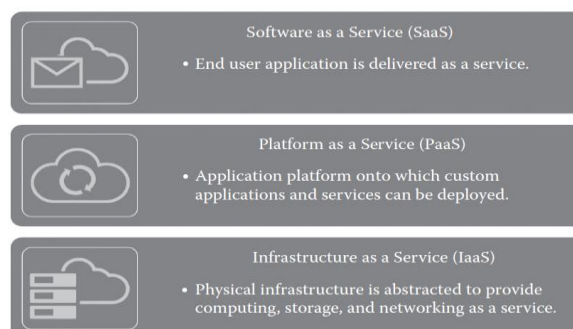 Software as a Service (SaaS)
• End user application is delivered as a service.
Platform as a Service (PaaS)
• Application platform onto which custom
applications and services can be deployed.
Infrastructure as a Service (IaaS)
• Physical infrastructure is abstracted to provide
computing, storage, and networking as a service.